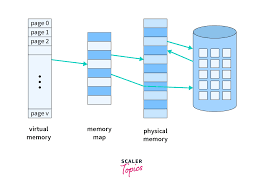 page 0
page 1
page 2
page v
virtual
memory
memory
map
physical
memory
SCALER
Topics